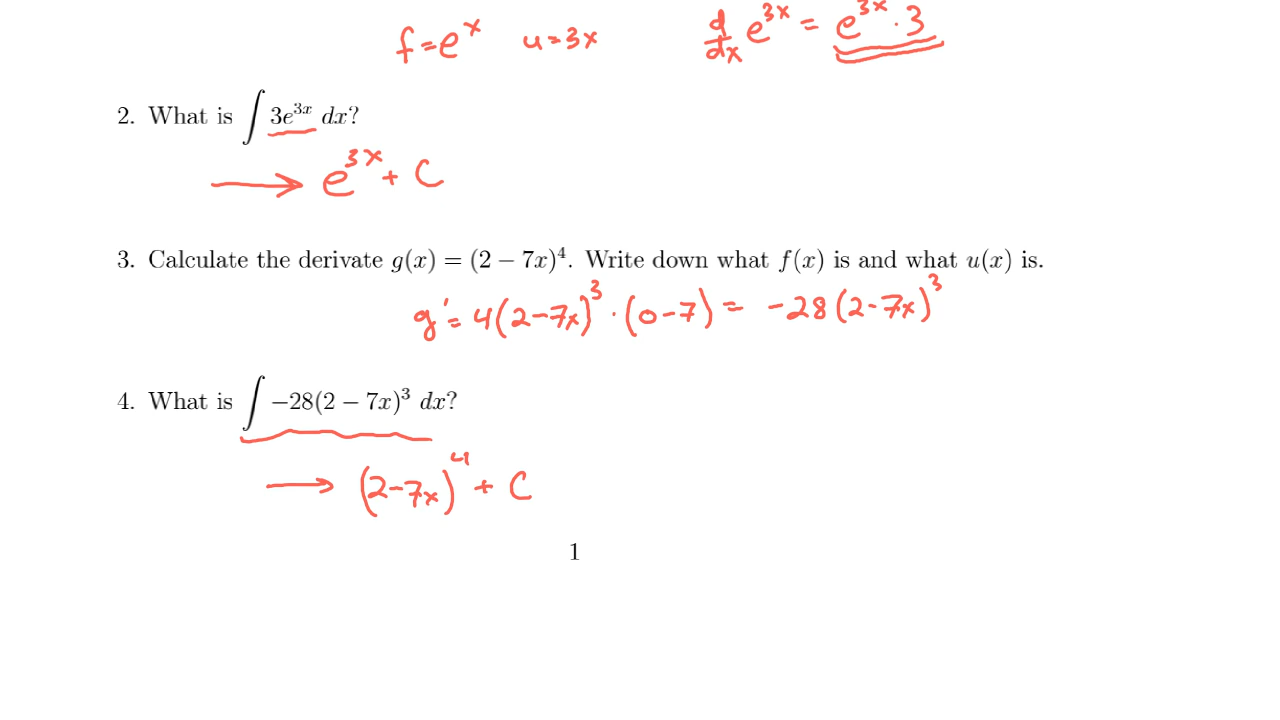 f=e^x u=3x d/dx e^{3x} = e^{3x} · 3
2. What is ∫ 3e^{3x} dx?
→ e^{3x} + C
3. Calculate the derivate g(x) = (2 − 7x)^4. Write down what f(x) is and what u(x) is.
g' = 4(2−7x)^3 · (0−7) = −28(2−7x)^3
4. What is ∫ −28(2 − 7x)^3 dx?
→ (2−7x)^4 + C
1